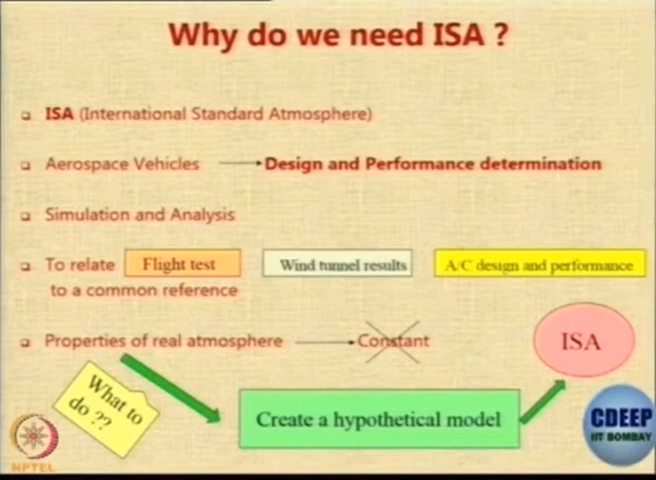 Why do we need ISA ?
ISA (International Standard Atmosphere)
Aerospace Vehicles Design and Performance determination
Simulation and Analysis
To relate Flight test Wind tunnel results A/C design and performance
to a common reference
Properties of real atmosphere Constant
ISA
What to
do ??
Create a hypothetical model
CDEEP
IIT BOMBAY
NPTEL